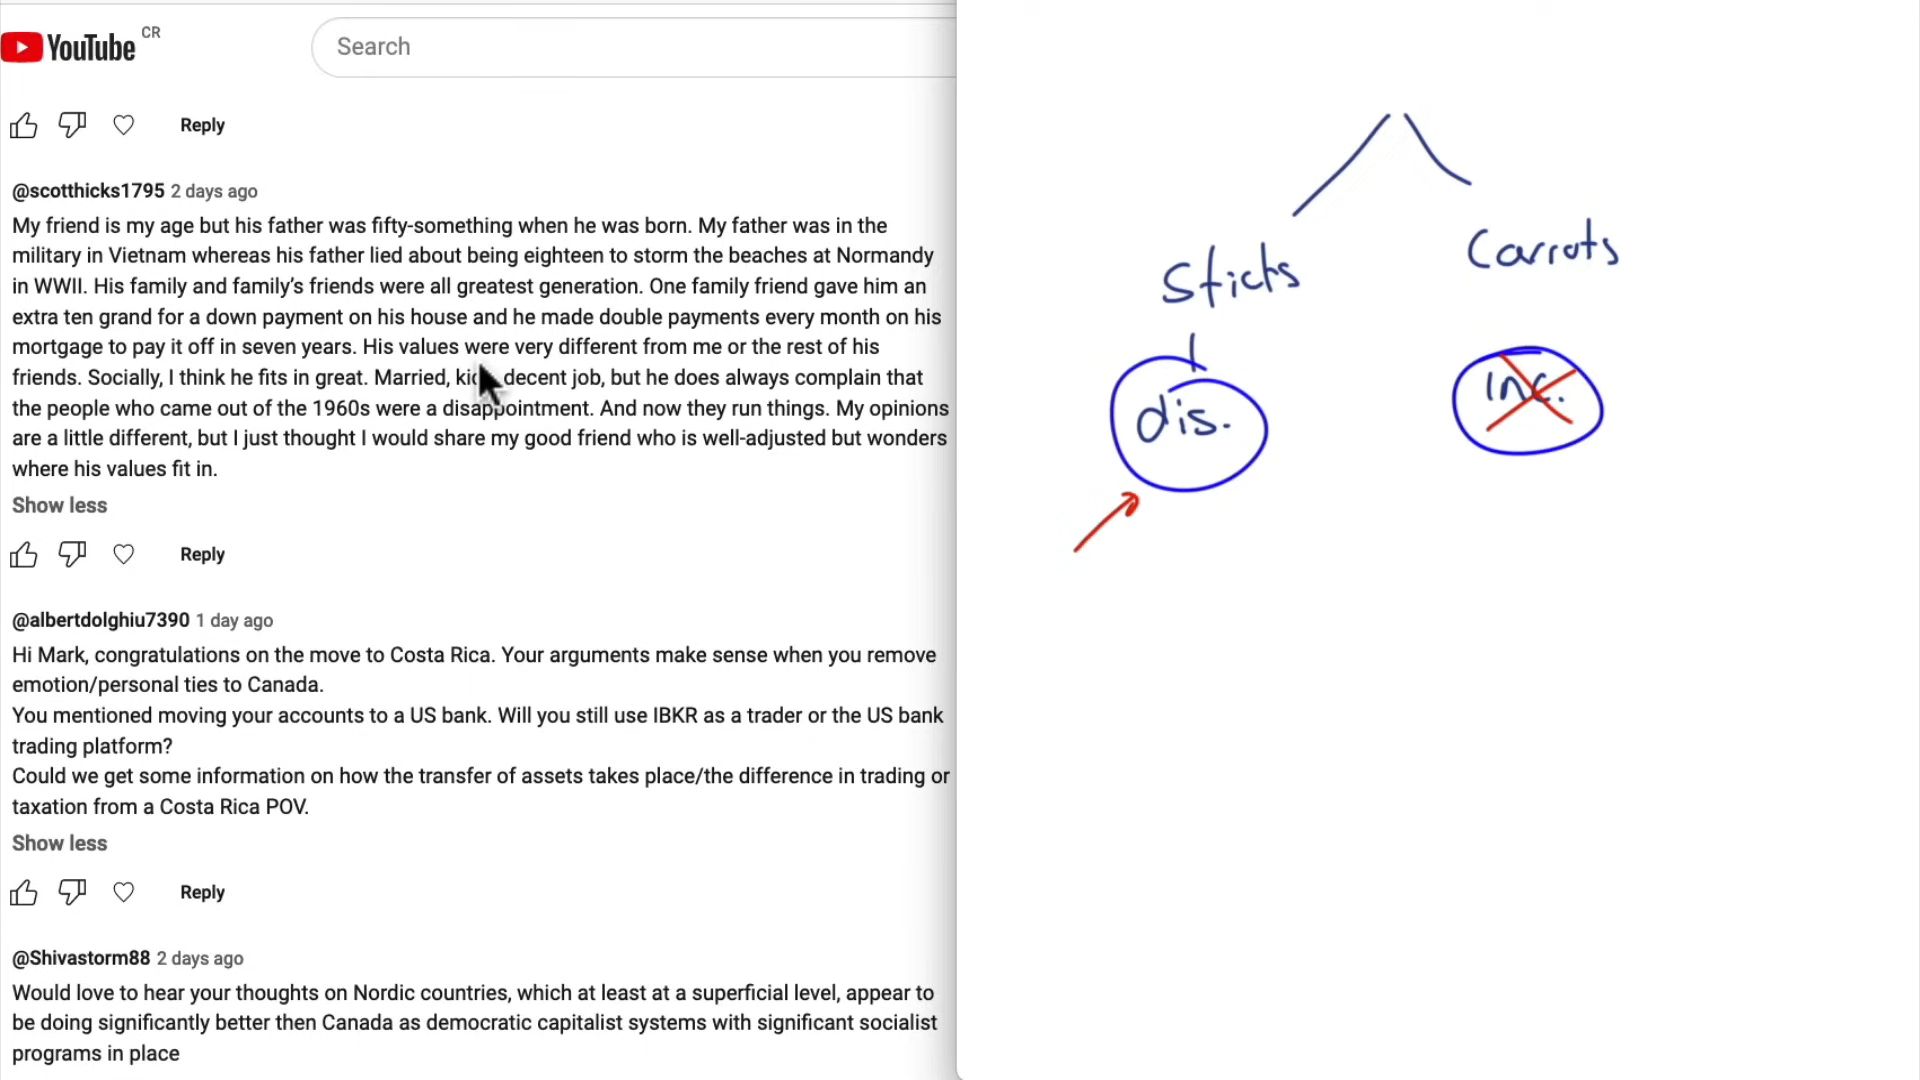 YouTube CR
Search
Reply
@scotthicks1795 2 days ago
My friend is my age but his father was fifty-something when he was born. My father was in the
military in Vietnam whereas his father lied about being eighteen to storm the beaches at Normandy
in WWII. His family and family's friends were all greatest generation. One family friend gave him an
extra ten grand for a down payment on his house and he made double payments every month on his
mortgage to pay it off in seven years. His values were very different from me or the rest of his
friends. Socially, I think he fits in great. Married, decent job, but he does always complain that
the people who came out of the 1960s were a disappointment. And now they run things. My opinions
are a little different, but I just thought I would share my good friend who is well-adjusted but wonders
where his values fit in.
Show less
Reply
@albertdolghiu7390 1 day ago
Hi Mark, congratulations on the move to Costa Rica. Your arguments make sense when you remove
emotion/personal ties to Canada.
You mentioned moving your accounts to a US bank. Will you still use IBKR as a trader or the US bank
trading platform?
Could we get some information on how the transfer of assets takes place/the difference in trading or
taxation from a Costa Rica POV.
Show less
Reply
@Shivastorm88 2 days ago
Would love to hear your thoughts on Nordic countries, which at least at a superficial level, appear to
be doing significantly better then Canada as democratic capitalist systems with significant socialist
programs in place
Sticks
Carrots
dis.
inc.